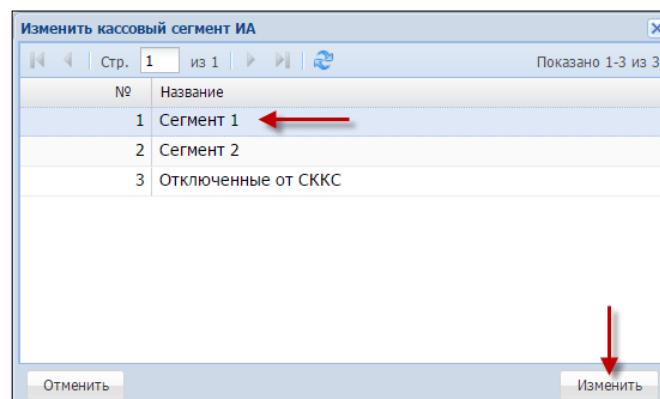 Изменить кассовый сегмент ИА
Стр. 1 из 1 Показано 1-3 из 3
№ Название
1 Сегмент 1
2 Сегмент 2
3 Отключенные от СККС
Отменить Изменить